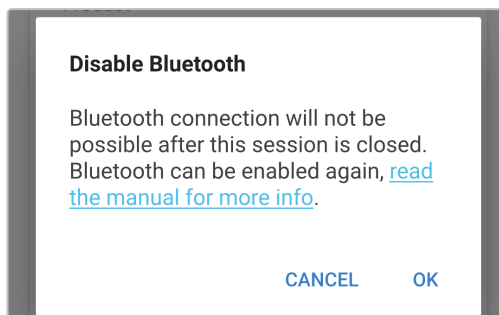 Disable Bluetooth
Bluetooth connection will not be
possible after this session is closed.
Bluetooth can be enabled again, read
the manual for more info.
CANCEL OK